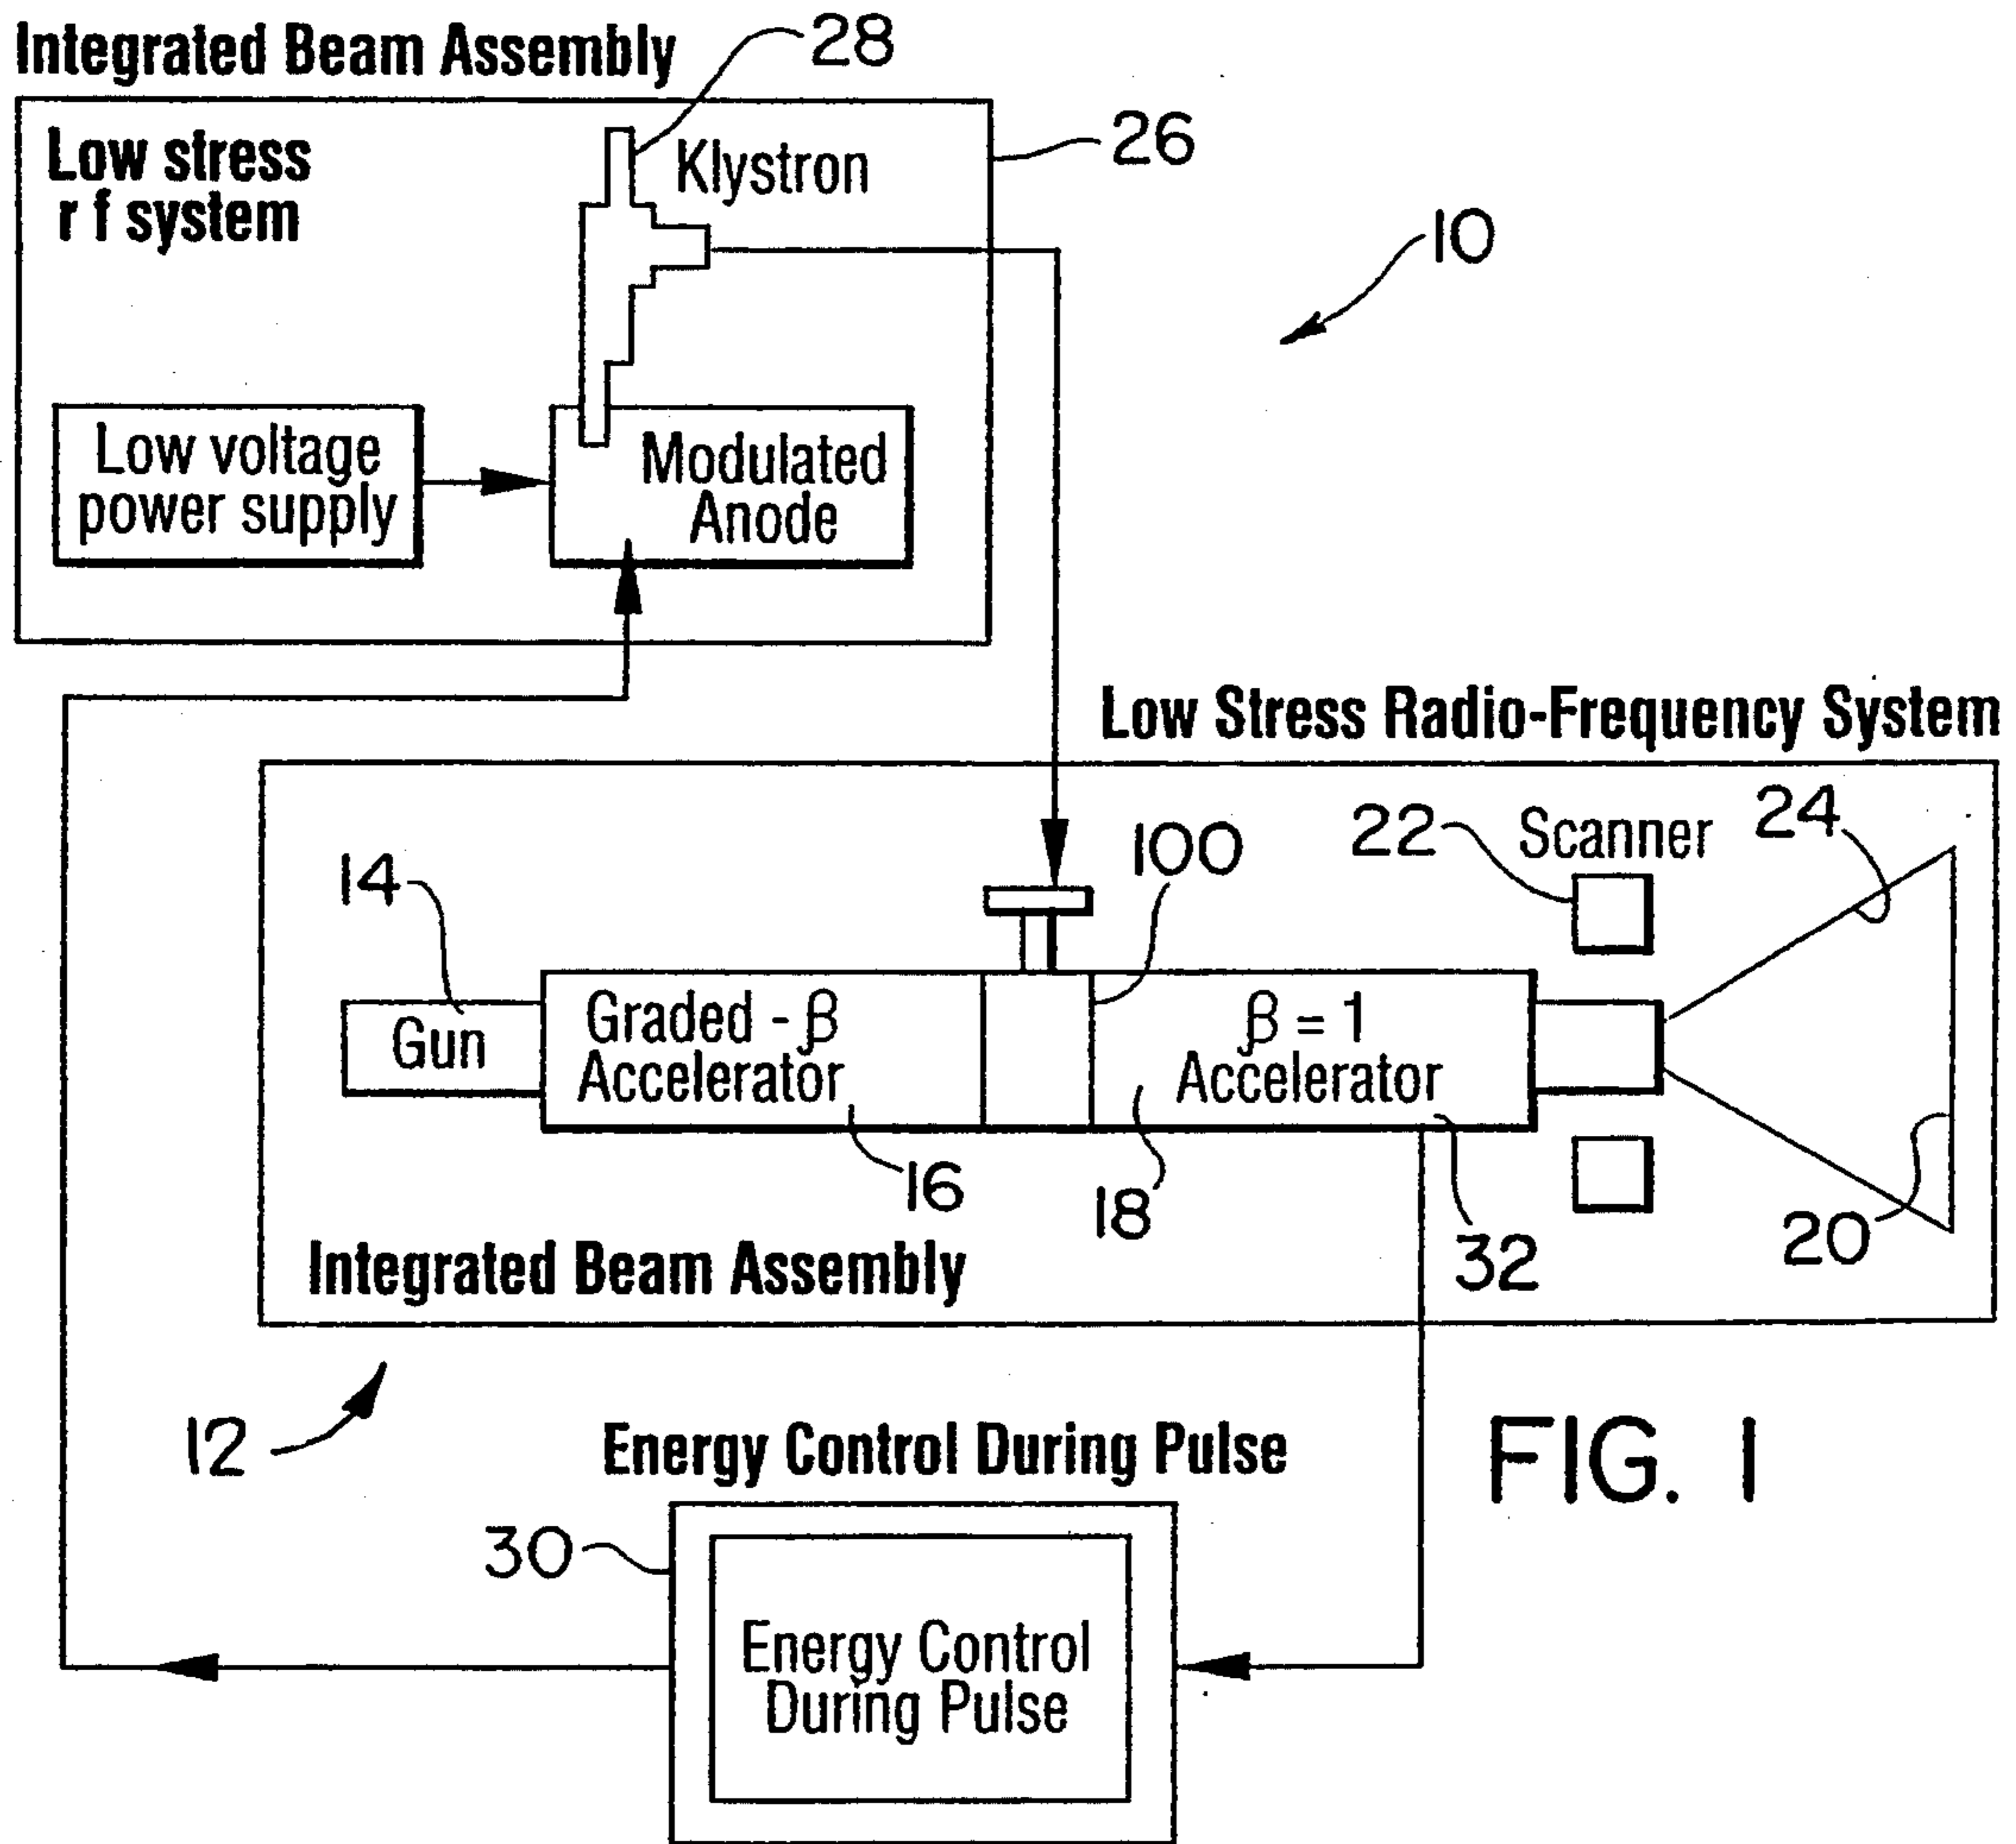 Integrated Beam Assembly
28
Low stress
r f system
Klystron
26
10
Low voltage
power supply
Modulated
Anode
Low Stress Radio-Frequency System
22
Scanner
24
14
100
Gun
Graded - β
Accelerator
β = 1
Accelerator
16
18
32
20
Integrated Beam Assembly
12
Energy Control During Pulse
FIG. 1
30
Energy Control
During Pulse